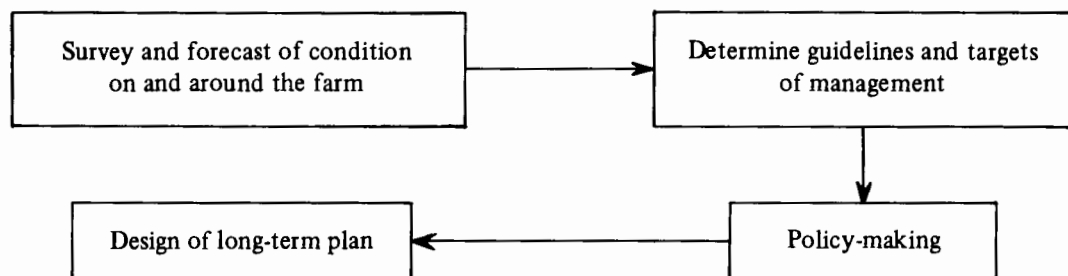 Survey and forecast of condition
on and around the farm
Determine guidelines and targets
of management
Policy-making
Design of long-term plan